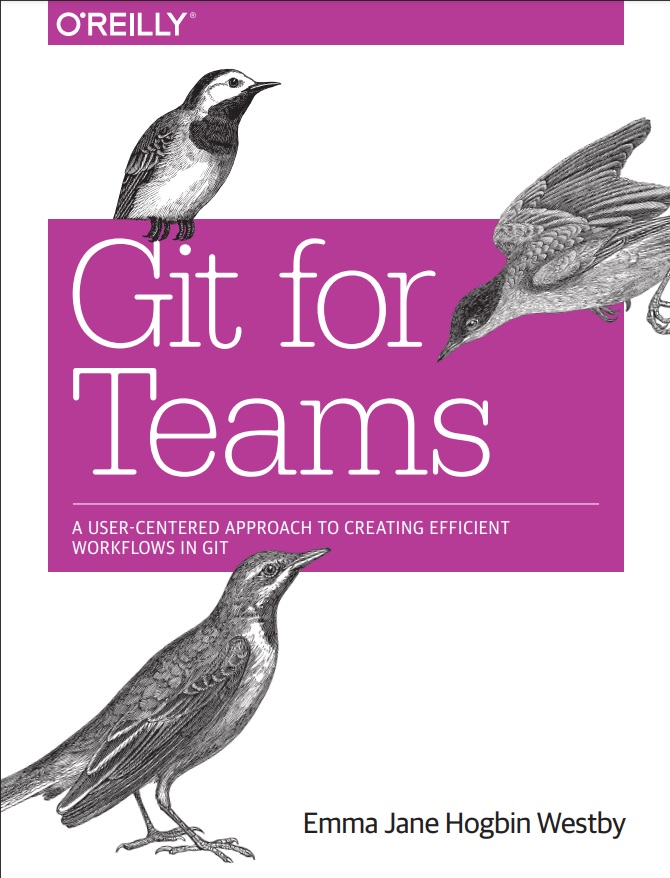 O'REILLY®
Git for
Teams
A USER-CENTERED APPROACH TO CREATING EFFICIENT
WORKFLOWS IN GIT
Emma Jane Hogbin Westby